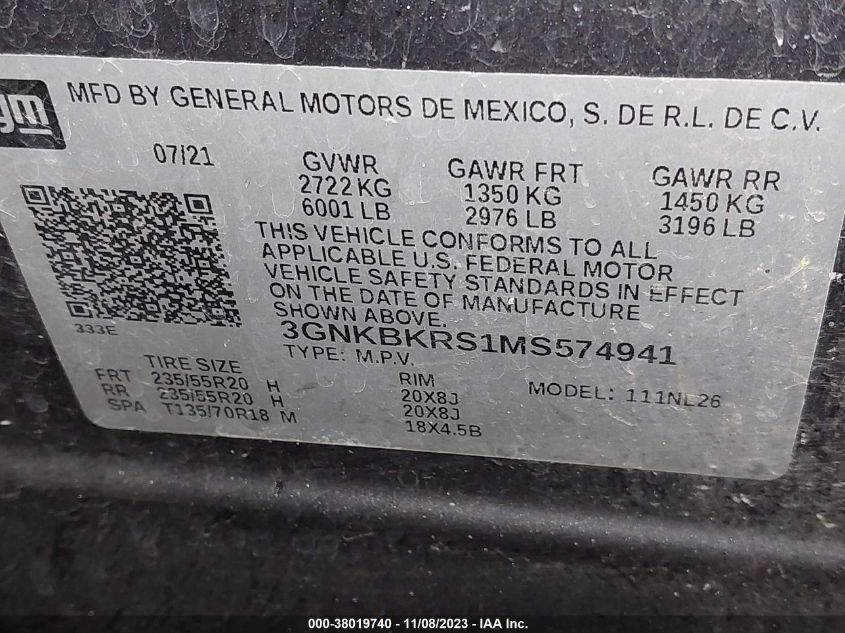 gm
MFD BY GENERAL MOTORS DE MEXICO, S. DE R.L. DE C.V.
07/21
GVWR
2722 KG
6001 LB
GAWR FRT
1350 KG
2976 LB
GAWR RR
1450 KG
3196 LB
THIS VEHICLE CONFORMS TO ALL
APPLICABLE U.S. FEDERAL MOTOR
VEHICLE SAFETY STANDARDS IN EFFECT
ON THE DATE OF MANUFACTURE
SHOWN ABOVE.
333E
3GNKBKRS1MS574941
TYPE: M.P.V.
TIRE SIZE
RIM
MODEL: 111NL26
FRT 235/55R20 H 20X8J
RR 235/55R20 H 20X8J
SPA T135/70R18 M 18X4.5B
000-38019740 - 11/08/2023 - IAA Inc.